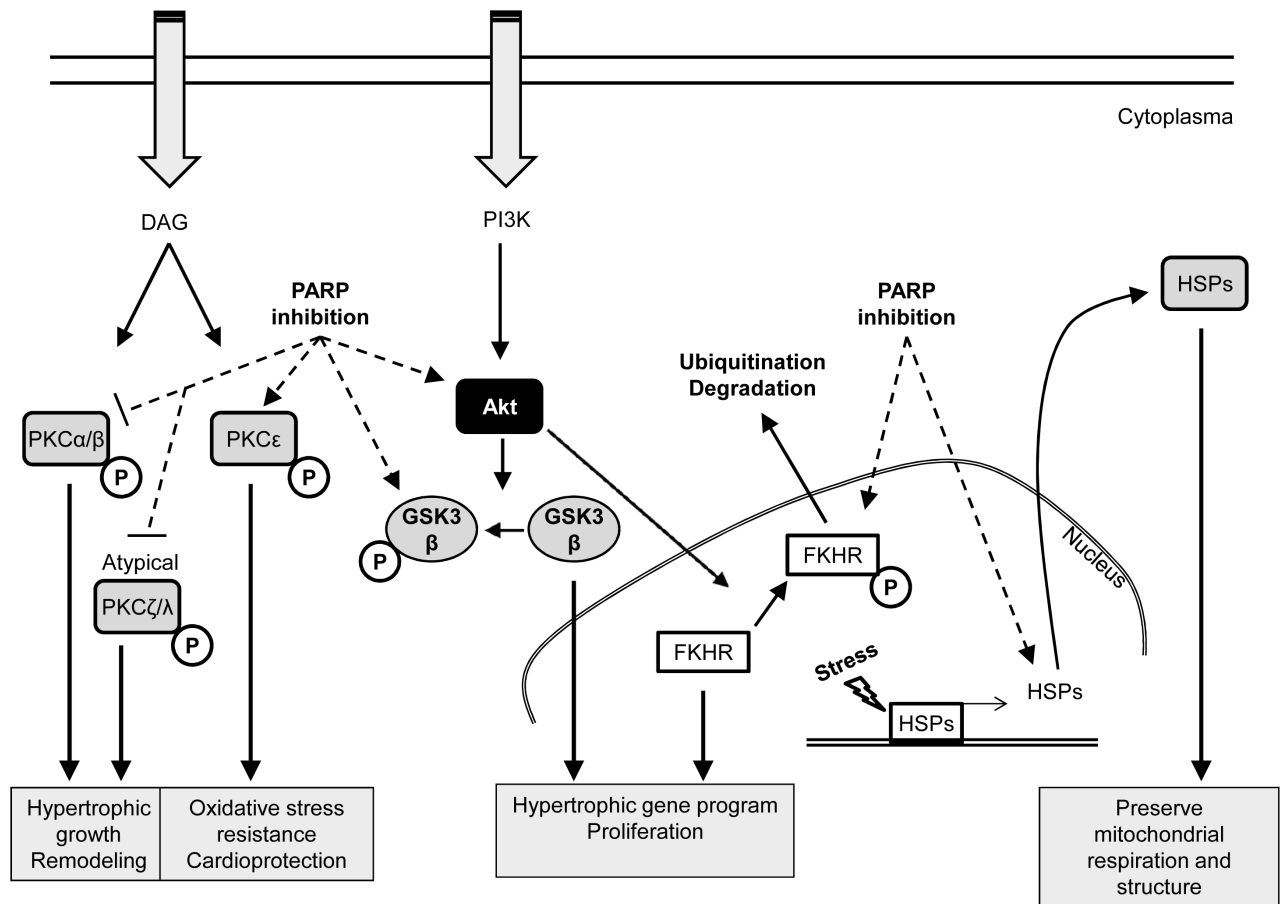 Cytoplasma
DAG
PI3K
PARP
inhibition
PARP
inhibition
HSPs
Ubiquitination
Degradation
Akt
PKCα/β
P
PKCε
P
GSK3
β
P
GSK3
β
Nucleus
FKHR
P
Atypical
PKCζ/λ
P
FKHR
Stress
HSPs
HSPs
Hypertrophic
growth
Remodeling
Oxidative stress
resistance
Cardioprotection
Hypertrophic gene program
Proliferation
Preserve
mitochondrial
respiration and
structure